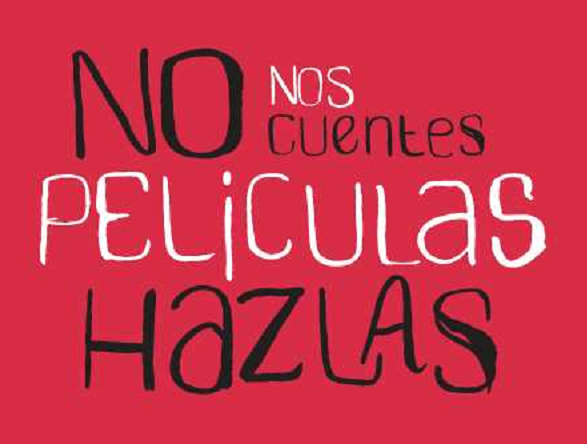 NO NOS
cuentes
PELiCULas
HazLAS